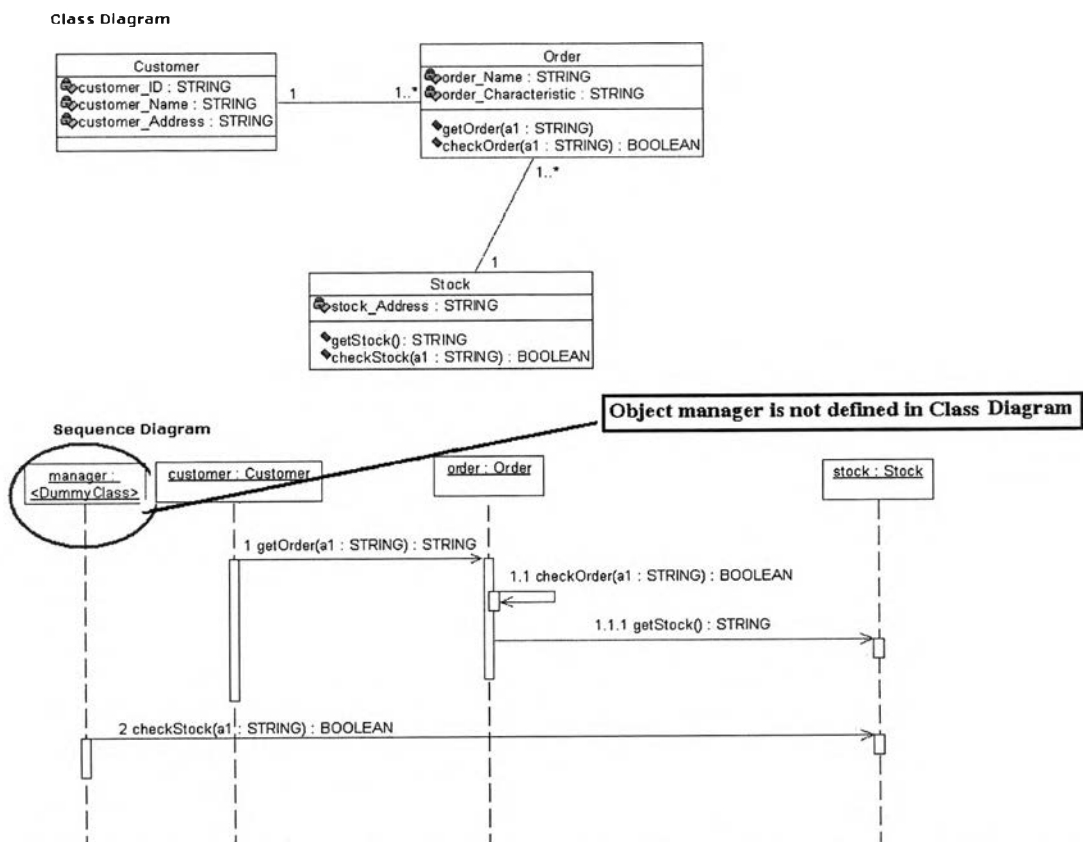 Class Diagram
Customer
customer_ID : STRING
customer_Name : STRING
customer_Address : STRING
1
1..*
Order
order_Name : STRING
order_Characteristic : STRING
getOrder(a1 : STRING)
checkOrder(a1 : STRING) : BOOLEAN
1..*
1
Stock
stock_Address : STRING
getStock() : STRING
checkStock(a1 : STRING) : BOOLEAN
Object manager is not defined in Class Diagram
Sequence Diagram
manager :
<DummyClass>
customer : Customer
order : Order
stock : Stock
1 getOrder(a1 : STRING) : STRING
1.1 checkOrder(a1 : STRING) : BOOLEAN
1.1.1 getStock() : STRING
2 checkStock(a1 : STRING) : BOOLEAN